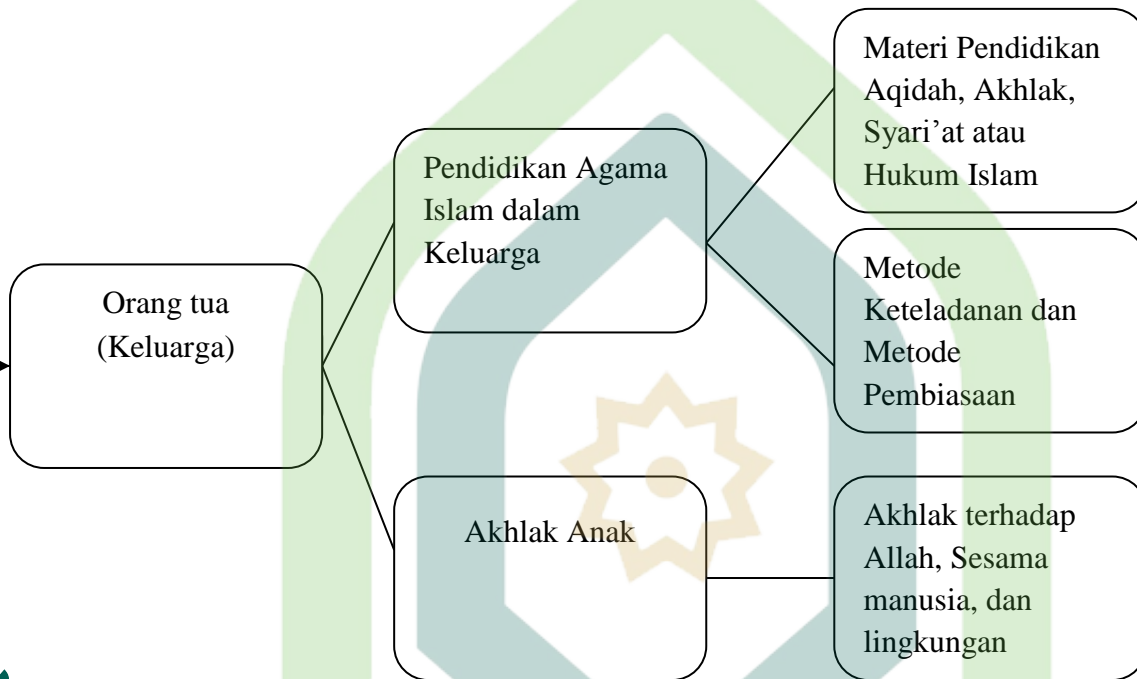 Orang tua
(Keluarga)
Pendidikan Agama
Islam dalam
Keluarga
Akhlak Anak
Materi Pendidikan
Aqidah, Akhlak,
Syari’at atau
Hukum Islam
Metode
Keteladanan dan
Metode
Pembiasaan
Akhlak terhadap
Allah, Sesama
manusia, dan
lingkungan